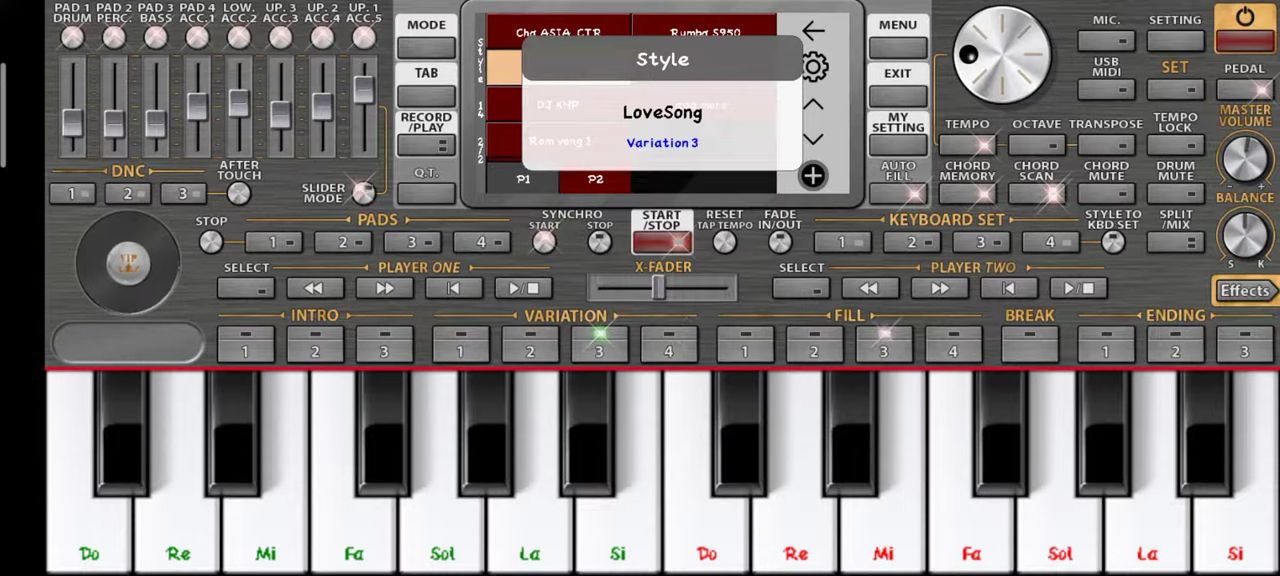 PAD 1 PAD 2 PAD 3 PAD 4 LOW. UP. 3 UP. 2 UP. 1
DRUM PERC. BASS ACC.1 ACC.2 ACC.3 ACC.4 ACC.5
MODE
TAB
RECORD
/PLAY
Q.T.
Cha ASIA CTR Rumba S950
Style
Style
LoveSong
Variation 3
DJ KHR
Rom vong 1
P1 P2
MENU
EXIT
MY
SETTING
AUTO
FILL
MIC.
SETTING
USB
MIDI
SET
PEDAL
MASTER
VOLUME
- +
BALANCE
S K
TEMPO OCTAVE TRANSPOSE TEMPO
LOCK
CHORD
MEMORY
CHORD
SCAN
CHORD
MUTE
DRUM
MUTE
DNC
1 2 3
AFTER
TOUCH
SLIDER
MODE
STOP
PADS
1 2 3 4
SYNCHRO
START STOP
START
/STOP
RESET
TAP TEMPO
FADE
IN/OUT
KEYBOARD SET
1 2 3 4
STYLE TO
KBD SET
SPLIT
/MIX
SELECT PLAYER ONE
X-FADER
SELECT PLAYER TWO
Effects
INTRO
1 2 3
VARIATION
1 2 3 4
FILL
1 2 3 4
BREAK
ENDING
1 2 3
Do Re Mi Fa Sol La Si Do Re Mi Fa Sol La Si